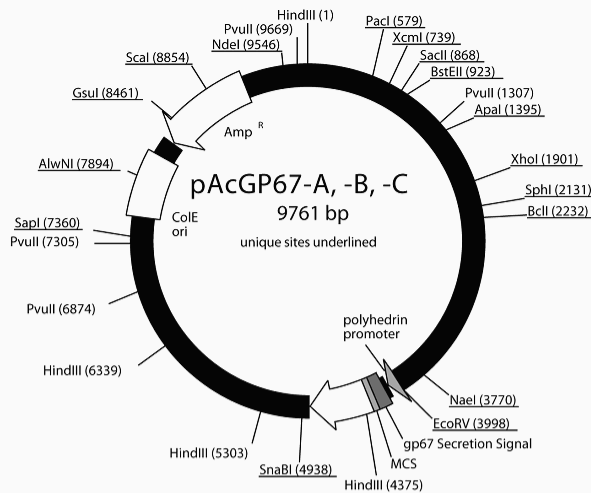 HindIII (1)
PvuII (9669)
NdeI (9546)
ScaI (8854)
GsuI (8461)
AlwNI (7894)
SapI (7360)
PvuII (7305)
PvuII (6874)
HindIII (6339)
HindIII (5303)
SnaBI (4938)
HindIII (4375)
MCS
gp67 Secretion Signal
EcoRV (3998)
NaeI (3770)
polyhedrin
promoter
BclI (2232)
SphI (2131)
XhoI (1901)
ApaI (1395)
PvuII (1307)
BstEII (923)
SacII (868)
XcmI (739)
PacI (579)
Amp R
ColE
ori
pAcGP67-A, -B, -C
9761 bp
unique sites underlined